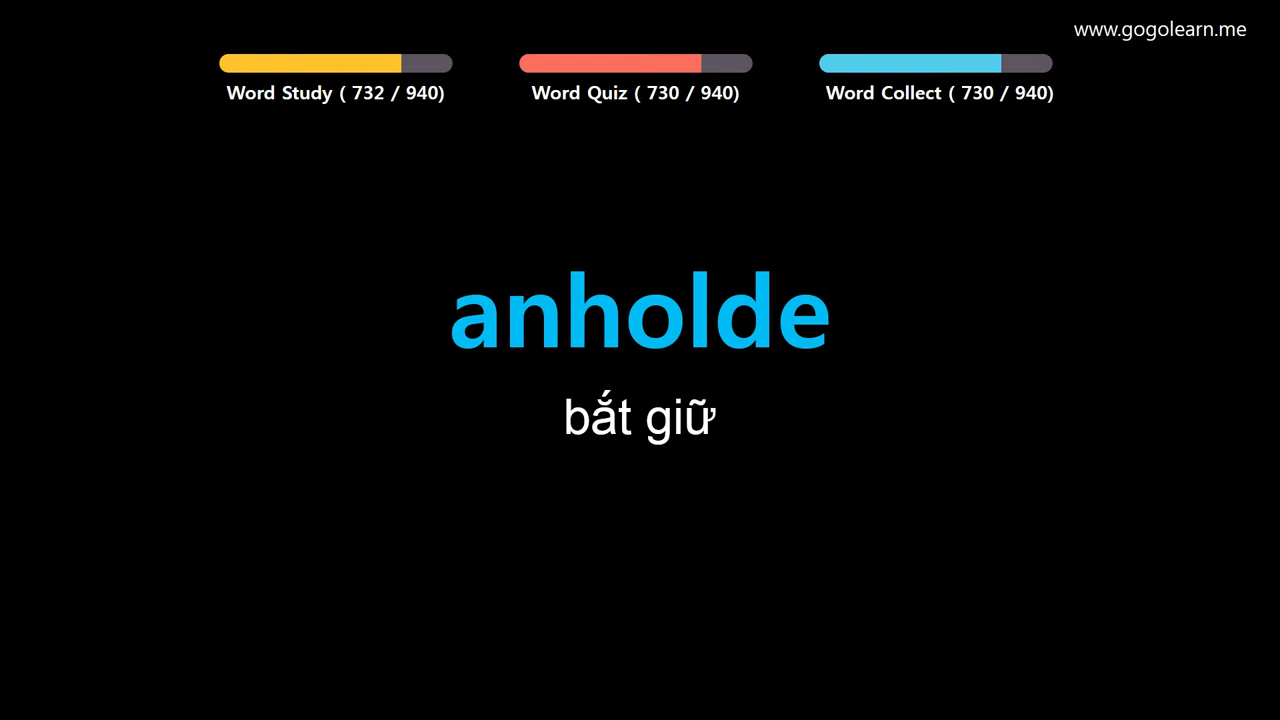 www.gogolearn.me
Word Study ( 732 / 940)
Word Quiz ( 730 / 940)
Word Collect ( 730 / 940)
anholde
bắt giữ